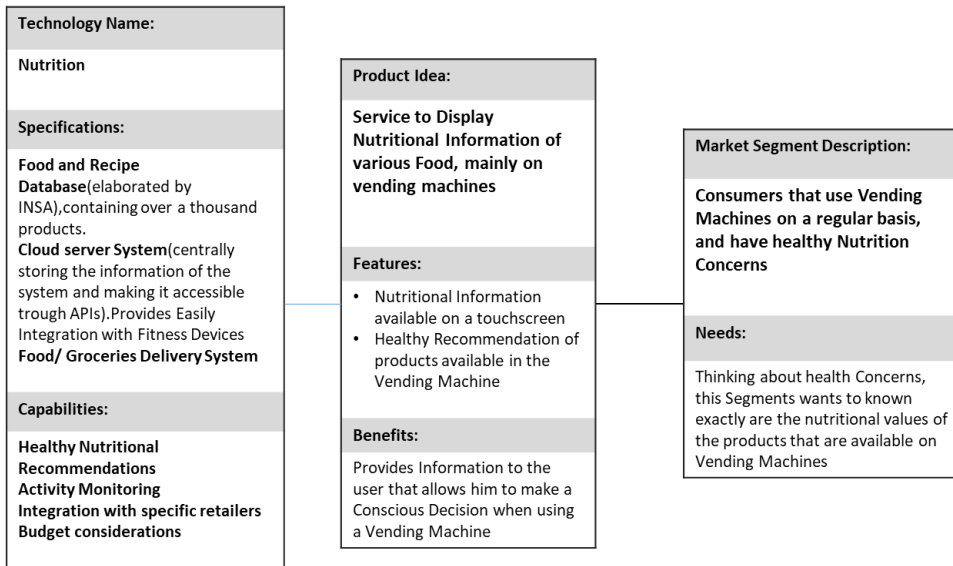 Technology Name:
Nutrition
Specifications:
Food and Recipe
Database(elaborated by
INSA),containing over a thousand
products.
Cloud server System(centrally
storing the information of the
system and making it accessible
trough APIs).Provides Easily
Integration with Fitness Devices
Food/ Groceries Delivery System
Capabilities:
Healthy Nutritional
Recommendations
Activity Monitoring
Integration with specific retailers
Budget considerations
Product Idea:
Service to Display
Nutritional Information of
various Food, mainly on
vending machines
Features:
• Nutritional Information
available on a touchscreen
• Healthy Recommendation of
products available in the
Vending Machine
Benefits:
Provides Information to the
user that allows him to make a
Conscious Decision when using
a Vending Machine
Market Segment Description:
Consumers that use Vending
Machines on a regular basis,
and have healthy Nutrition
Concerns
Needs:
Thinking about health Concerns,
this Segments wants to known
exactly are the nutritional values of
the products that are available on
Vending Machines